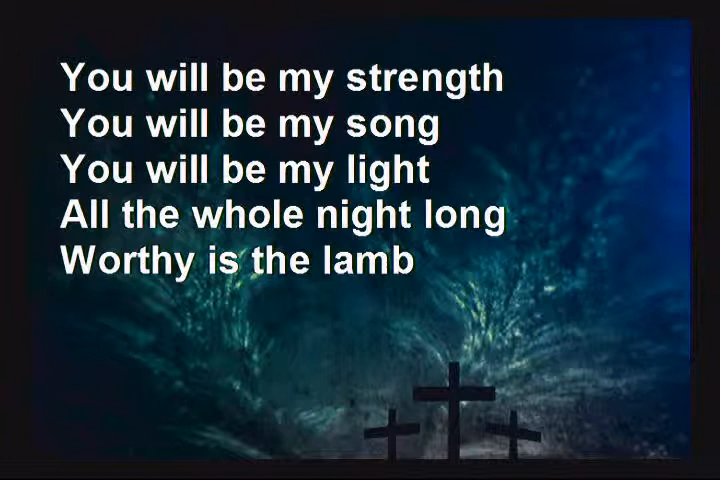 You will be my strength
You will be my song
You will be my light
All the whole night long
Worthy is the lamb